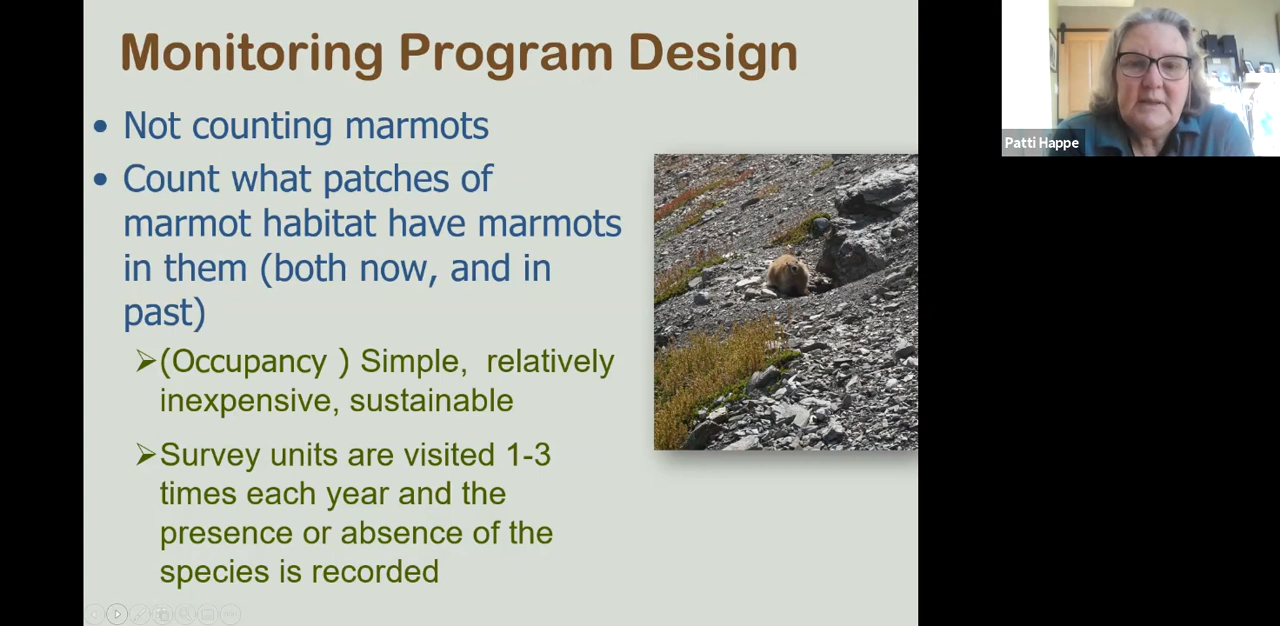 Monitoring Program Design
• Not counting marmots
• Count what patches of
marmot habitat have marmots
in them (both now, and in
past)
➢(Occupancy ) Simple,  relatively
inexpensive, sustainable
➢Survey units are visited 1-3
times each year and the
presence or absence of the
species is recorded
Patti Happe